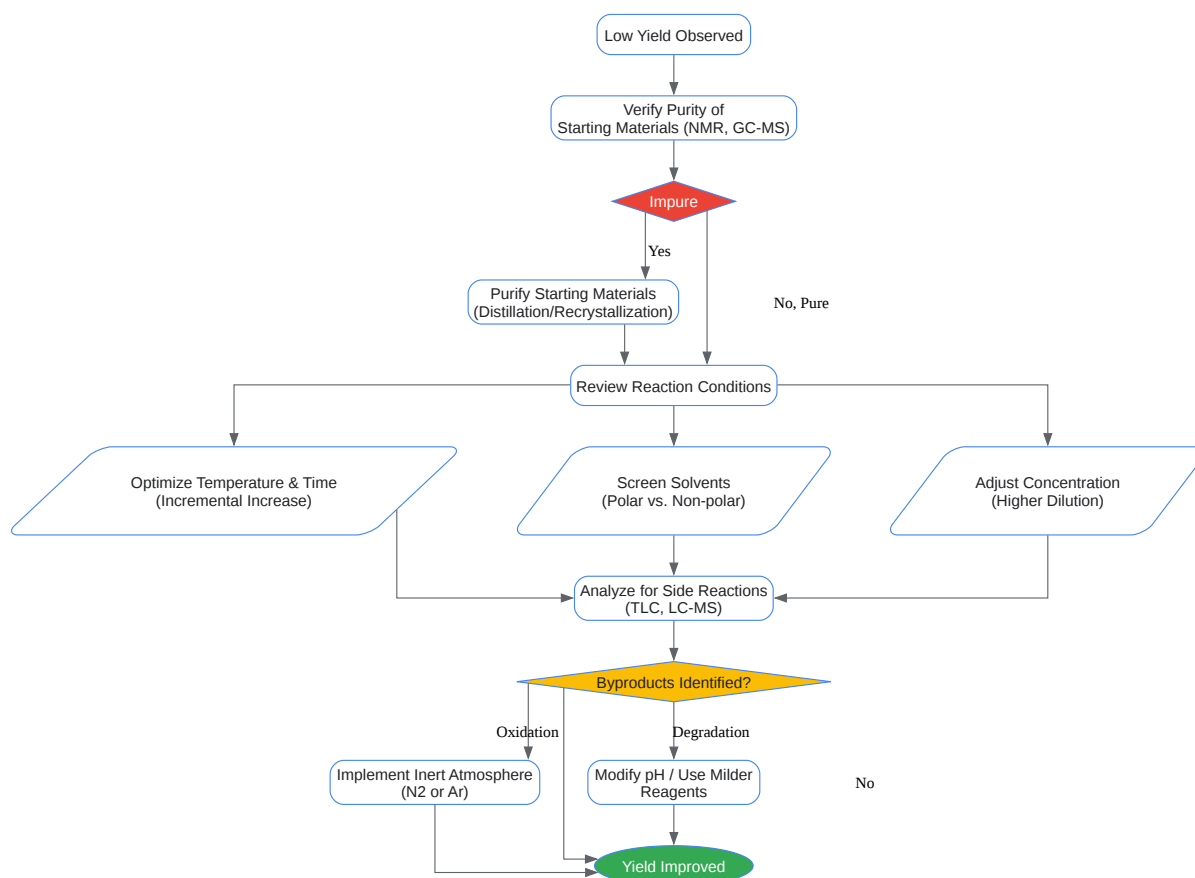 Low Yield Observed
Verify Purity of
Starting Materials (NMR, GC-MS)
Impure
Yes
Purify Starting Materials
(Distillation/Recrystallization)
No, Pure
Review Reaction Conditions
Optimize Temperature & Time
(Incremental Increase)
Screen Solvents
(Polar vs. Non-polar)
Adjust Concentration
(Higher Dilution)
Analyze for Side Reactions
(TLC, LC-MS)
Byproducts Identified?
Oxidation
Degradation
Implement Inert Atmosphere
(N2 or Ar)
Modify pH / Use Milder
Reagents
No
Yield Improved